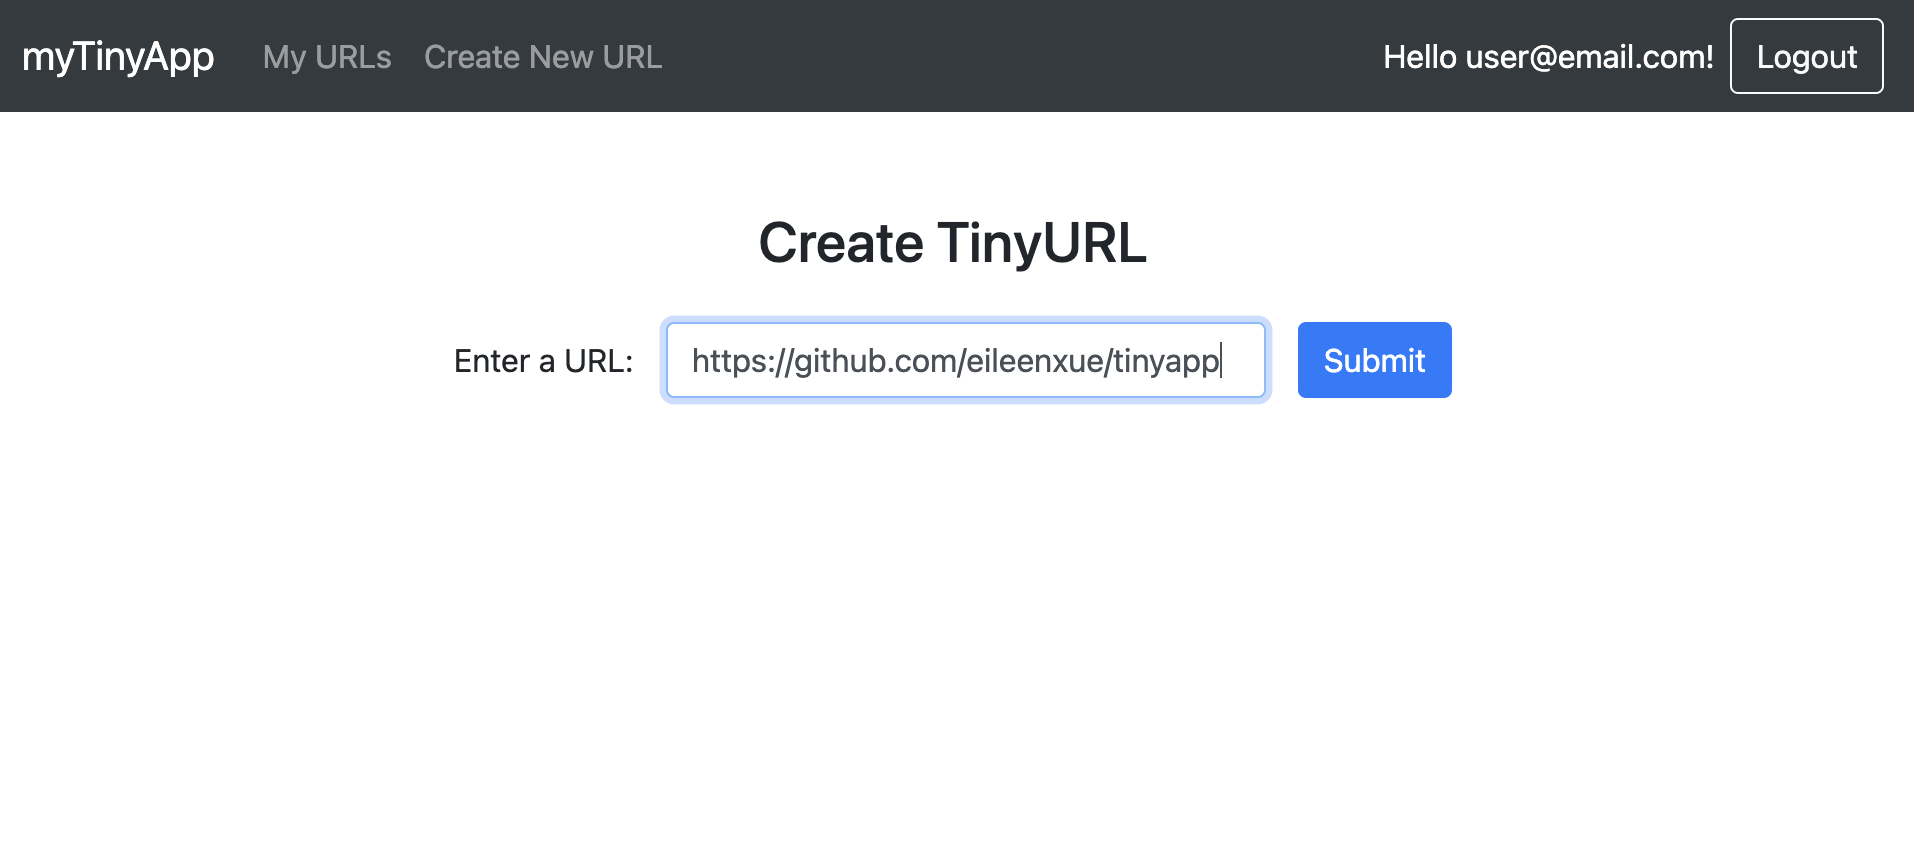 myTinyApp My URLs Create New URL Hello user@email.com! Logout
Create TinyURL
Enter a URL: https://github.com/eileenxue/tinyapp Submit